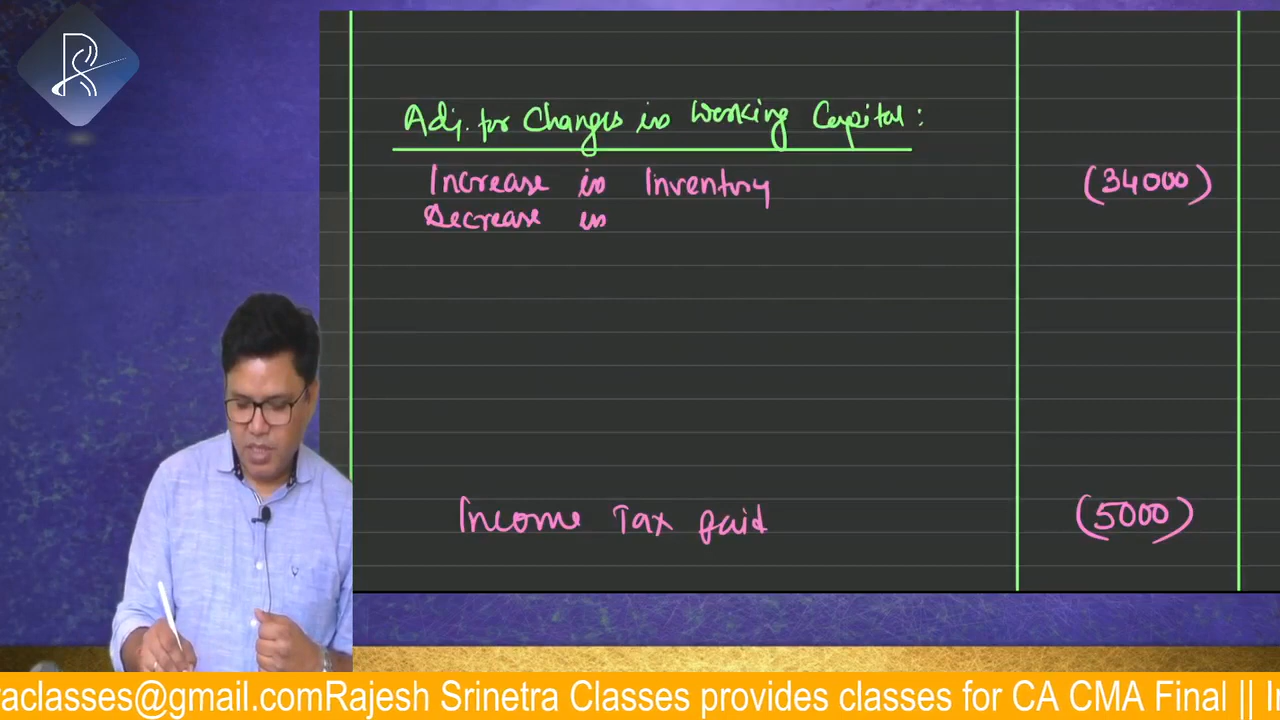 RS
Adj. for Changes in Working Capital :
Increase in Inventory (34000)
Decrease in
Income Tax paid (5000)
raclasses@gmail.comRajesh Srinetra Classes provides classes for CA CMA Final || I